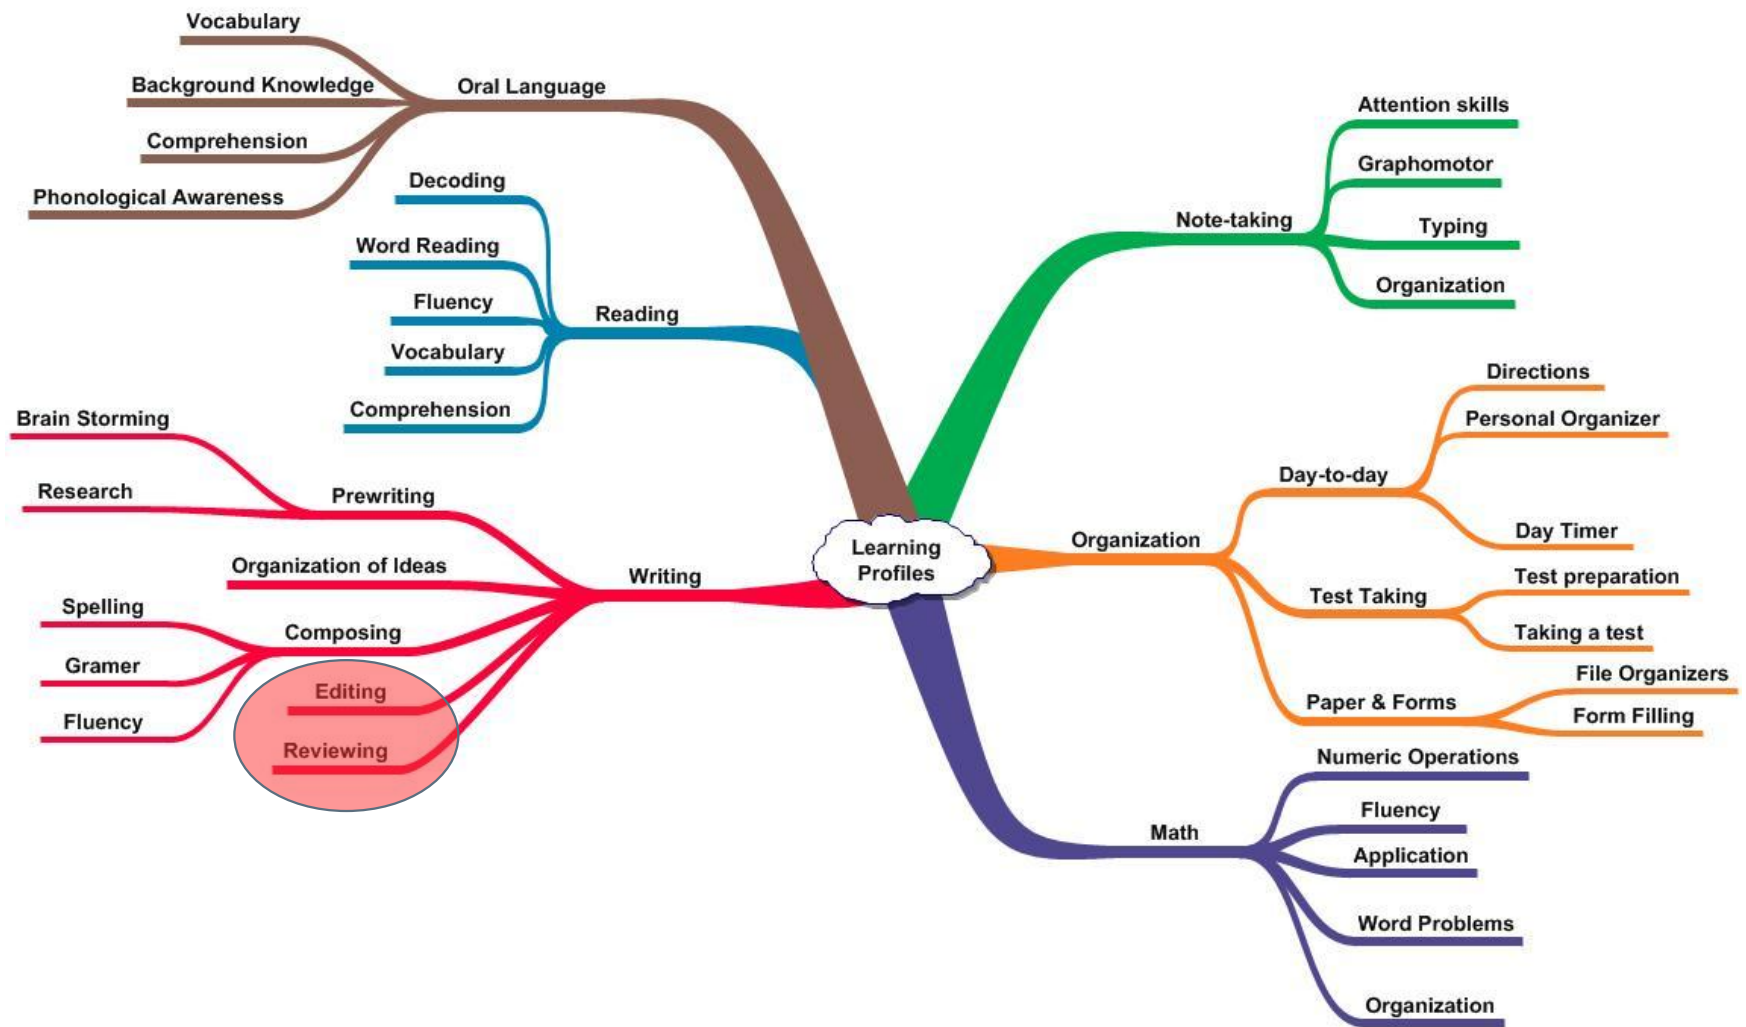 Learning
Profiles
Oral Language
Vocabulary
Background Knowledge
Comprehension
Phonological Awareness
Reading
Decoding
Word Reading
Fluency
Vocabulary
Comprehension
Writing
Prewriting
Brain Storming
Research
Organization of Ideas
Composing
Spelling
Gramer
Fluency
Editing
Reviewing
Note-taking
Attention skills
Graphomotor
Typing
Organization
Organization
Day-to-day
Directions
Personal Organizer
Day Timer
Test Taking
Test preparation
Taking a test
Paper & Forms
File Organizers
Form Filling
Math
Numeric Operations
Fluency
Application
Word Problems
Organization